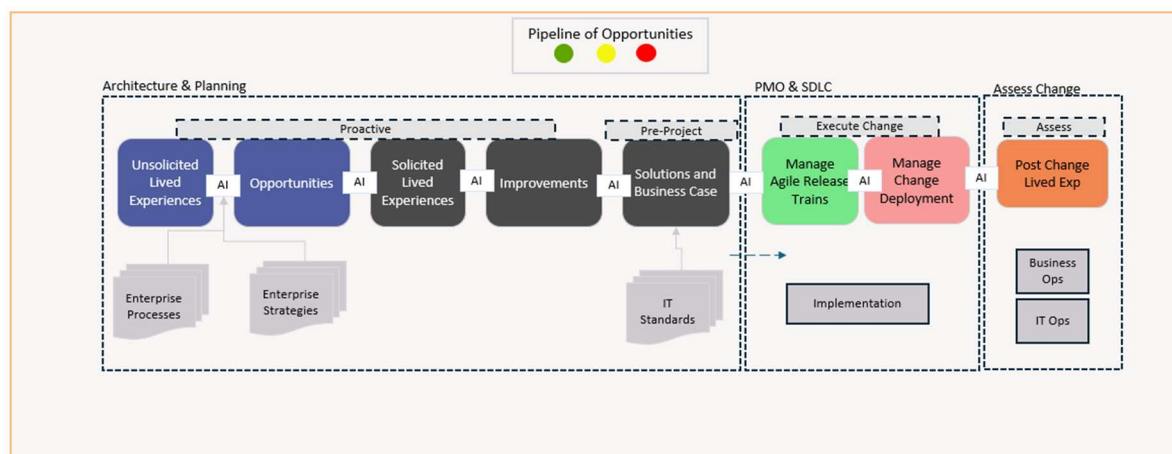 Pipeline of Opportunities
Architecture & Planning
PMO & SDLC
Assess Change
Proactive
Pre-Project
Execute Change
Assess
Unsolicited
Lived
Experiences
AI
Opportunities
AI
Solicited
Lived
Experiences
AI
Improvements
AI
Solutions and
Business Case
AI
Manage
Agile Release
Trains
AI
Manage
Change
Deployment
AI
Post Change
Lived Exp
Enterprise
Processes
Enterprise
Strategies
IT
Standards
Implementation
Business
Ops
IT Ops